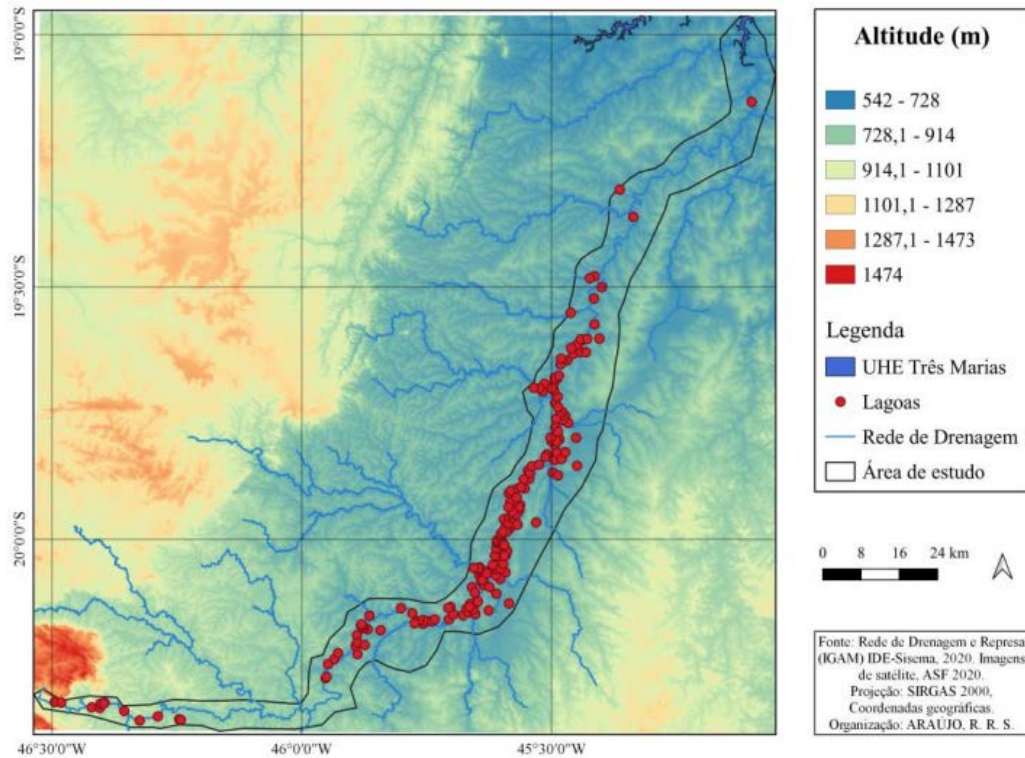 19°0'0"S
19°30'0"S
20°0'0"S
46°30'0"W
46°0'0"W
45°30'0"W
Altitude (m)
542 - 728
728,1 - 914
914,1 - 1101
1101,1 - 1287
1287,1 - 1473
1474
Legenda
UHE Três Marias
Lagoas
Rede de Drenagem
Área de estudo
0 8 16 24 km
Fonte: Rede de Drenagem e Represa
(IGAM) IDE-Sisema, 2020. Imagens
de satélite, ASF 2020.
Projeção: SIRGAS 2000,
Coordenadas geográficas.
Organização: ARAÚJO, R. R. S.